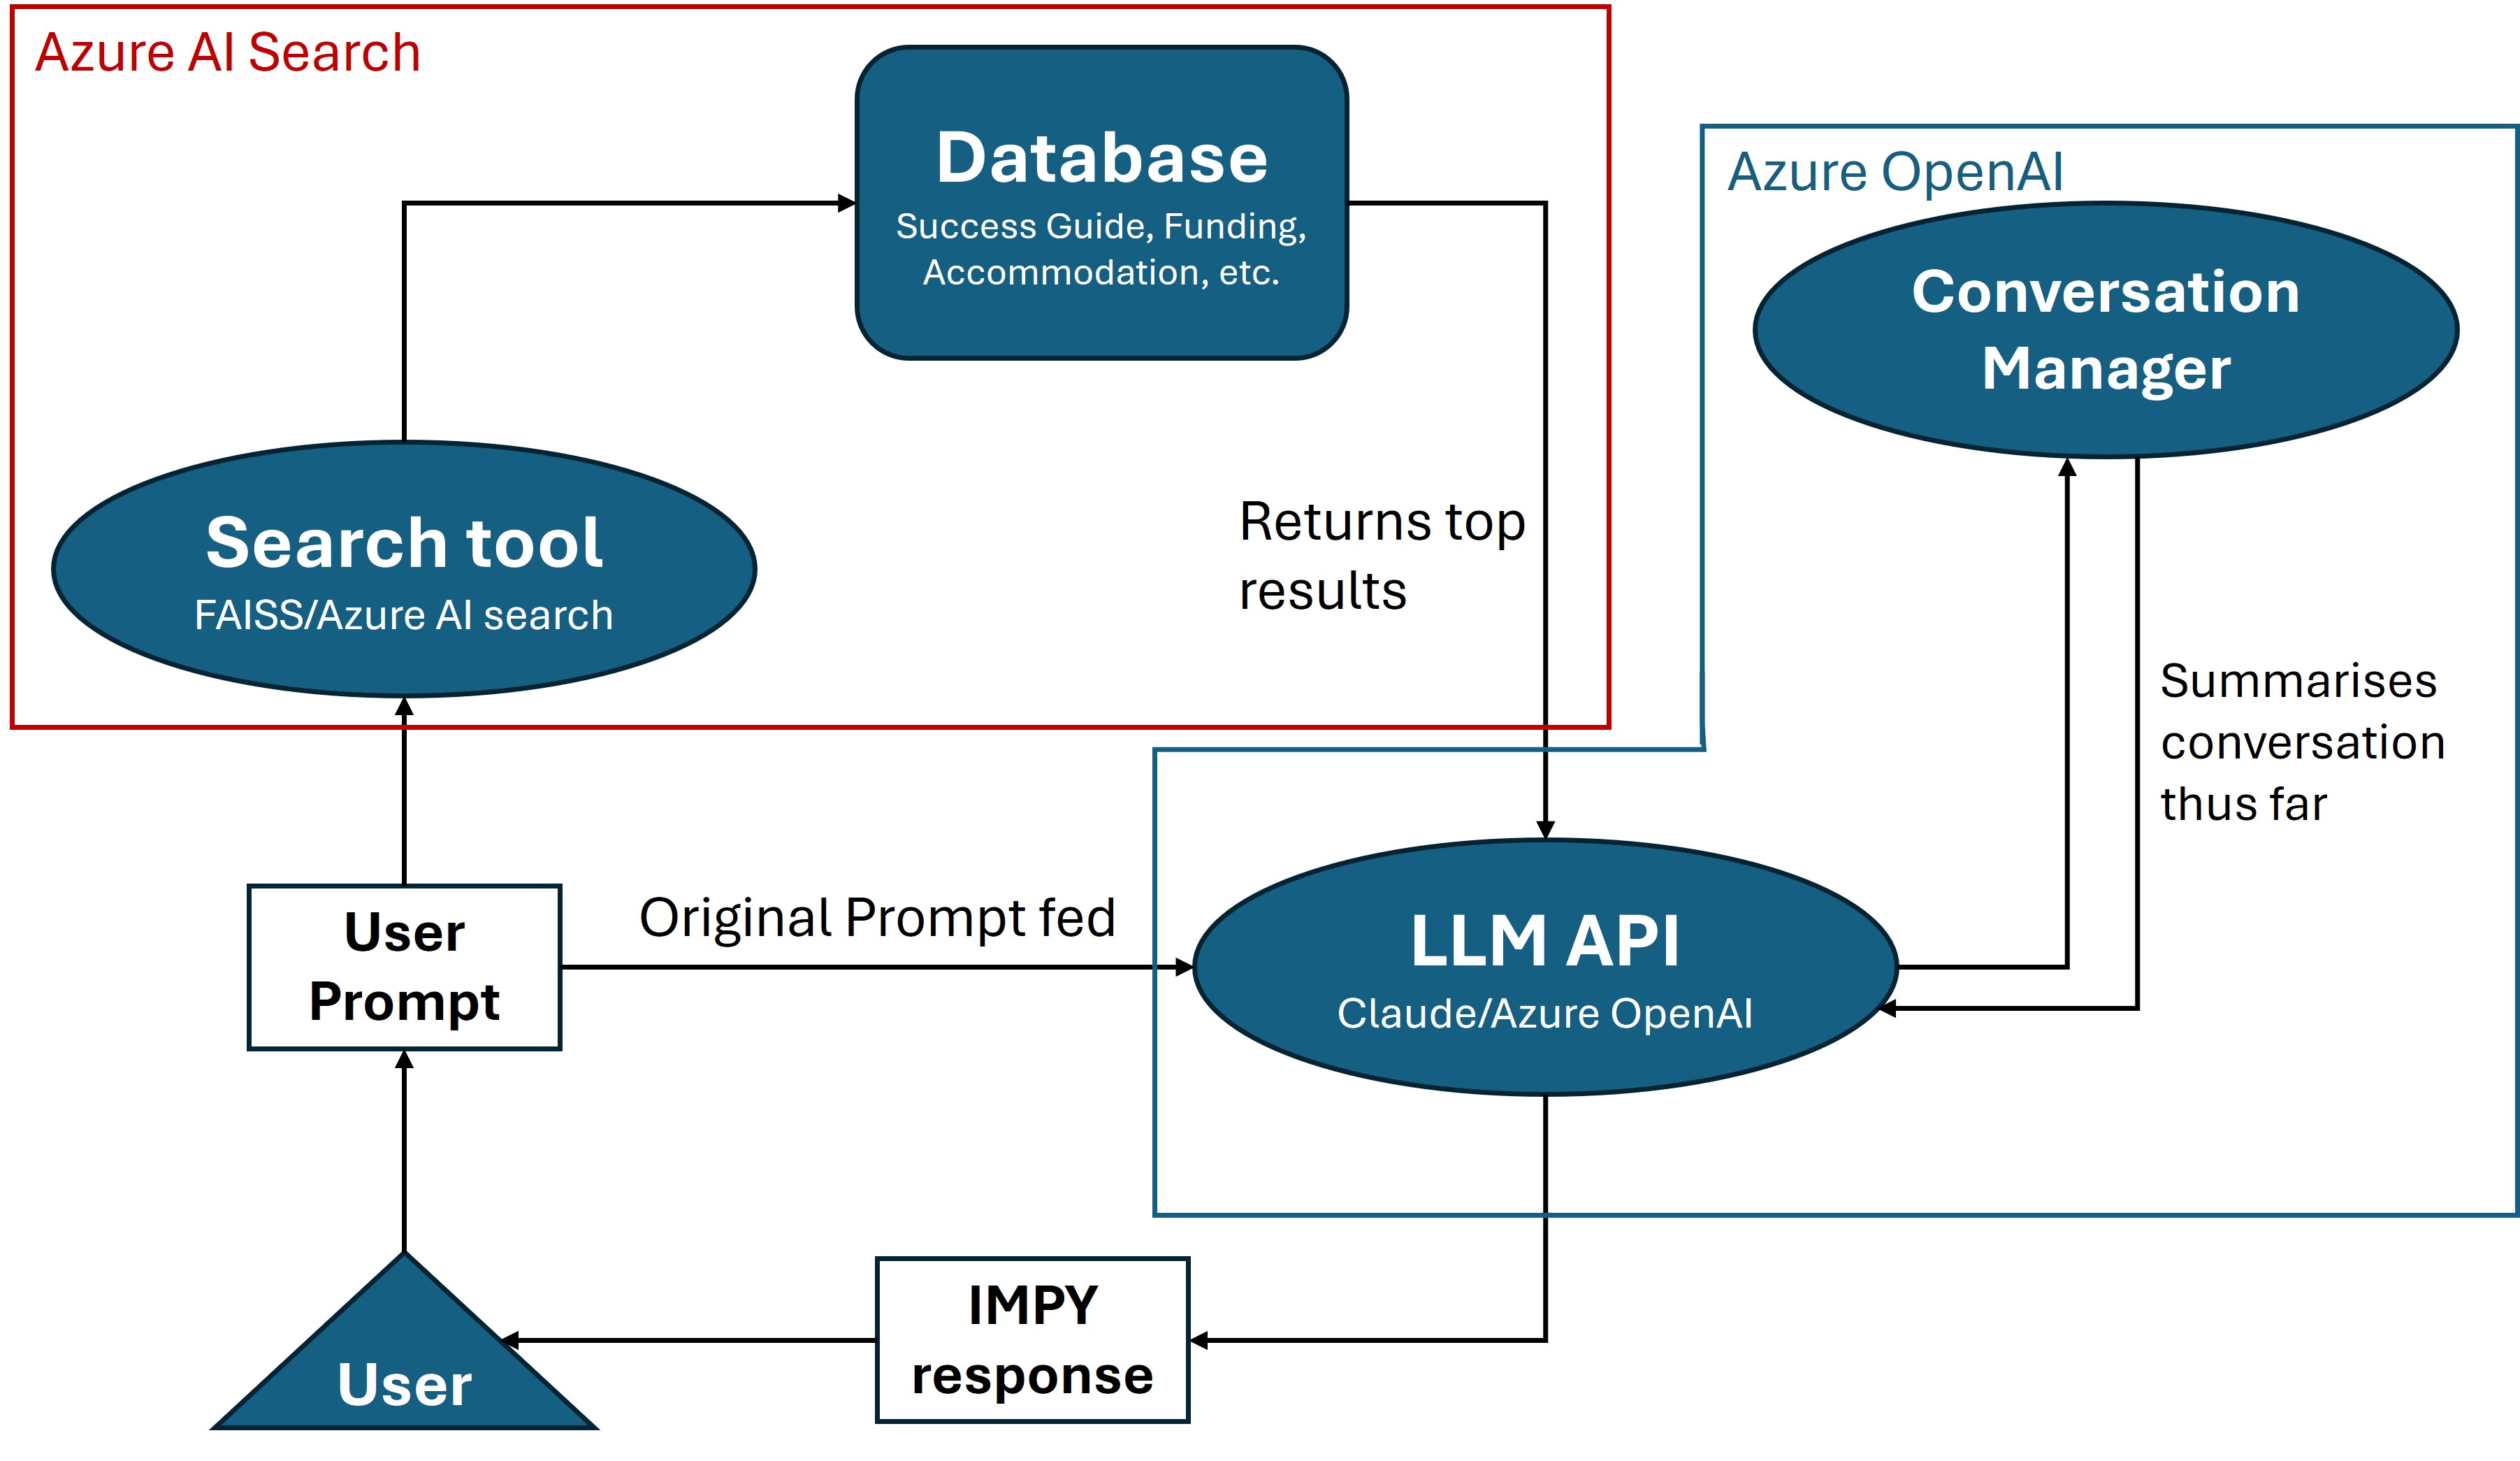 Azure AI Search
Database
Success Guide, Funding,
Accommodation, etc.
Azure OpenAI
Conversation
Manager
Search tool
FAISS/Azure AI search
Returns top
results
Summarises
conversation
thus far
User
Prompt
Original Prompt fed
LLM API
Claude/Azure OpenAI
IMPY
response
User